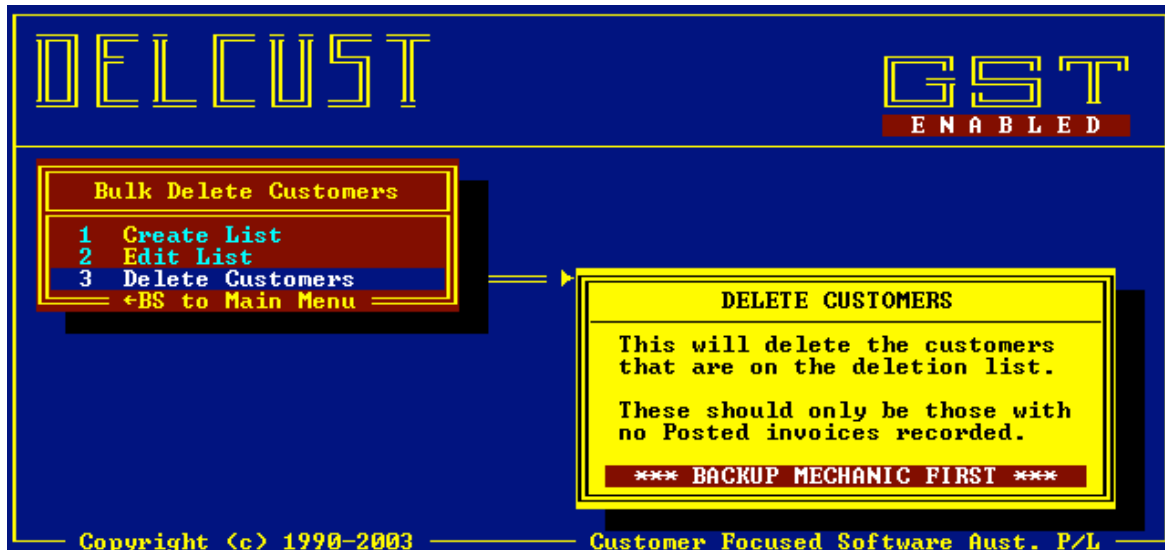 DELCUST
GST
ENABLED
Bulk Delete Customers
1 Create List
2 Edit List
3 Delete Customers
←BS to Main Menu
DELETE CUSTOMERS
This will delete the customers
that are on the deletion list.
These should only be those with
no Posted invoices recorded.
*** BACKUP MECHANIC FIRST ***
Copyright (c) 1990-2003
Customer Focused Software Aust. P/L